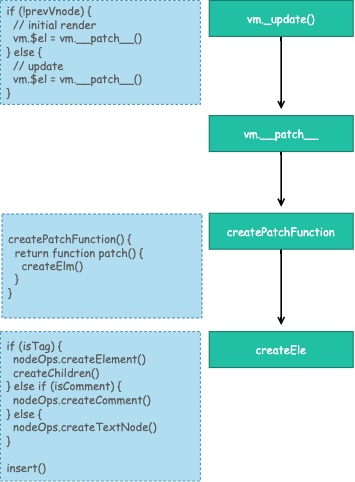 if (!prevVnode) {
// initial render
vm.$el = vm.__patch__()
} else {
// update
vm.$el = vm.__patch__()
}
vm._update()
vm.__patch__
createPatchFunction() {
return function patch() {
createElm()
}
}
createPatchFunction
if (isTag) {
nodeOps.createElement()
createChildren()
} else if (isComment) {
nodeOps.createComment()
} else {
nodeOps.createTextNode()
}
insert()
createEle